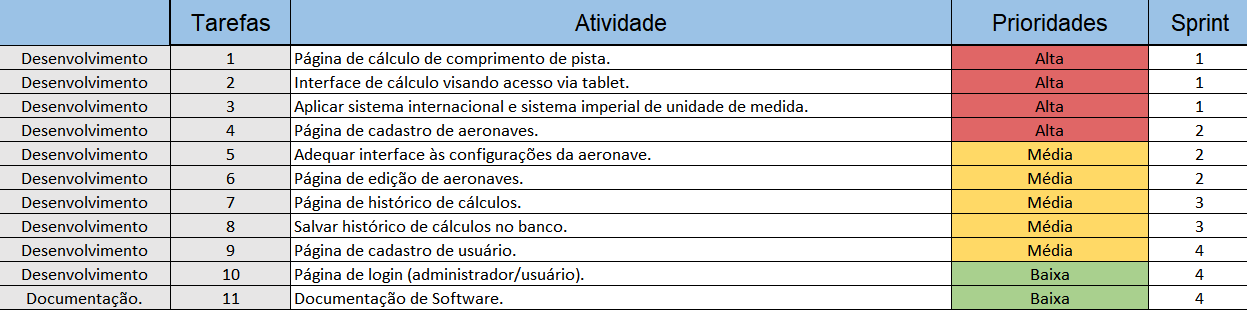 Tarefas Atividade Prioridades Sprint
Desenvolvimento 1 Página de cálculo de comprimento de pista. Alta 1
Desenvolvimento 2 Interface de cálculo visando acesso via tablet. Alta 1
Desenvolvimento 3 Aplicar sistema internacional e sistema imperial de unidade de medida. Alta 1
Desenvolvimento 4 Página de cadastro de aeronaves. Alta 2
Desenvolvimento 5 Adequar interface às configurações da aeronave. Média 2
Desenvolvimento 6 Página de edição de aeronaves. Média 2
Desenvolvimento 7 Página de histórico de cálculos. Média 3
Desenvolvimento 8 Salvar histórico de cálculos no banco. Média 3
Desenvolvimento 9 Página de cadastro de usuário. Média 4
Desenvolvimento 10 Página de login (administrador/usuário). Baixa 4
Documentação. 11 Documentação de Software. Baixa 4